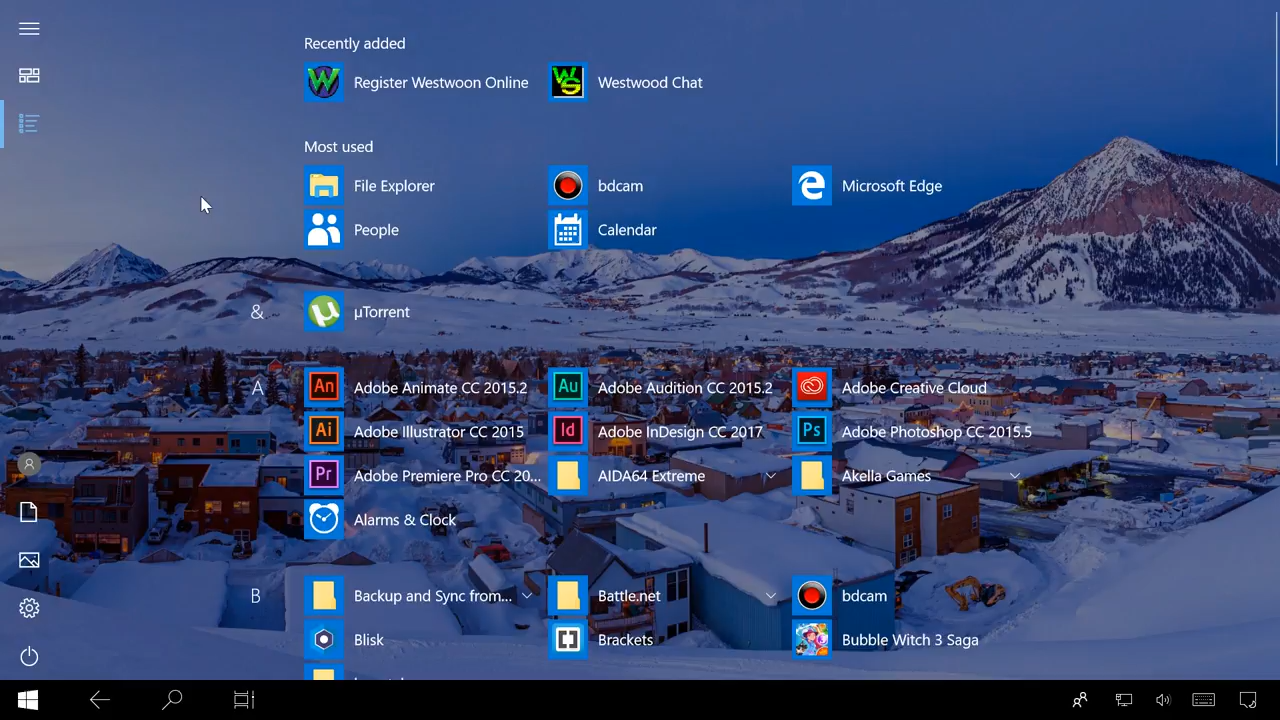 Recently added
Register Westwoon Online
Westwood Chat
Most used
File Explorer
bdcam
Microsoft Edge
People
Calendar
&
µTorrent
A
An Adobe Animate CC 2015.2
Au Adobe Audition CC 2015.2
Adobe Creative Cloud
Ai Adobe Illustrator CC 2015
Id Adobe InDesign CC 2017
Ps Adobe Photoshop CC 2015.5
Pr Adobe Premiere Pro CC 20...
AIDA64 Extreme
Akella Games
Alarms & Clock
B
Backup and Sync from...
Battle.net
bdcam
Blisk
Brackets
Bubble Witch 3 Saga